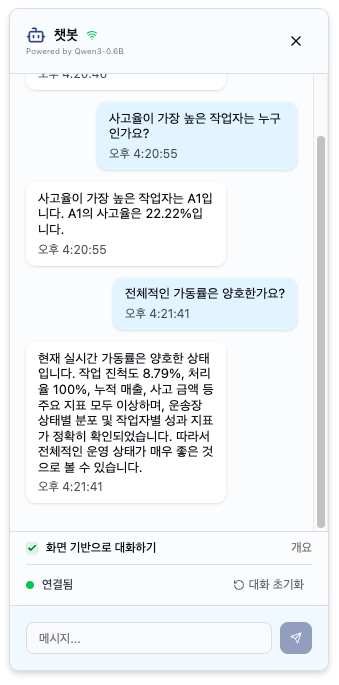 챗봇
Powered by Qwen3-0.6B
오후 4:20:46
사고율이 가장 높은 작업자는 누구
인가요?
오후 4:20:55
사고율이 가장 높은 작업자는 A1입
니다. A1의 사고율은 22.22%입
니다.
오후 4:20:55
전체적인 가동률은 양호한가요?
오후 4:21:41
현재 실시간 가동률은 양호한 상태
입니다. 작업 진척도 8.79%, 처리
율 100%, 누적 매출, 사고 금액 등
주요 지표 모두 이상하며, 운송장
상태별 분포 및 작업자별 성과 지표
가 정확히 확인되었습니다. 따라서
전체적인 운영 상태가 매우 좋은 것
으로 볼 수 있습니다.
오후 4:21:41
화면 기반으로 대화하기 개요
연결됨 대화 초기화
메시지...